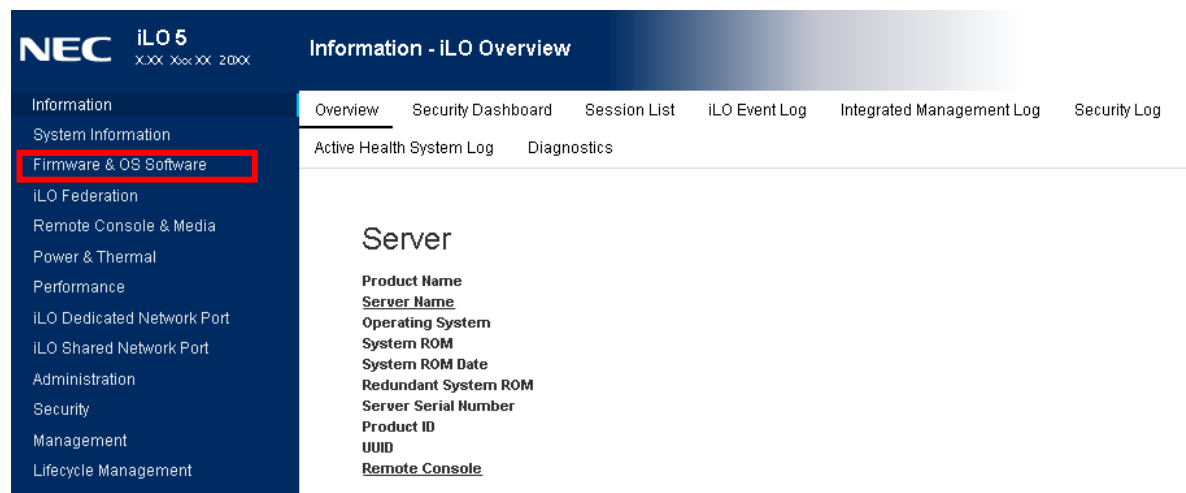 NEC iLO 5
X.XX Xxx XX 20XX
Information - iLO Overview
Information
System Information
Firmware & OS Software
iLO Federation
Remote Console & Media
Power & Thermal
Performance
iLO Dedicated Network Port
iLO Shared Network Port
Administration
Security
Management
Lifecycle Management
Overview Security Dashboard Session List iLO Event Log Integrated Management Log Security Log
Active Health System Log Diagnostics
Server
Product Name
Server Name
Operating System
System ROM
System ROM Date
Redundant System ROM
Server Serial Number
Product ID
UUID
Remote Console